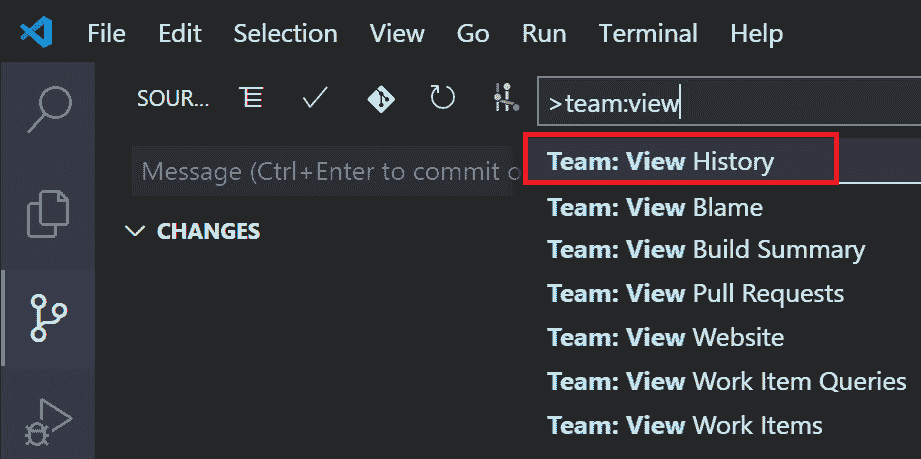 File Edit Selection View Go Run Terminal Help
SOUR...
>team:view
Message (Ctrl+Enter to commit o
Team: View History
Team: View Blame
CHANGES
Team: View Build Summary
Team: View Pull Requests
Team: View Website
Team: View Work Item Queries
Team: View Work Items